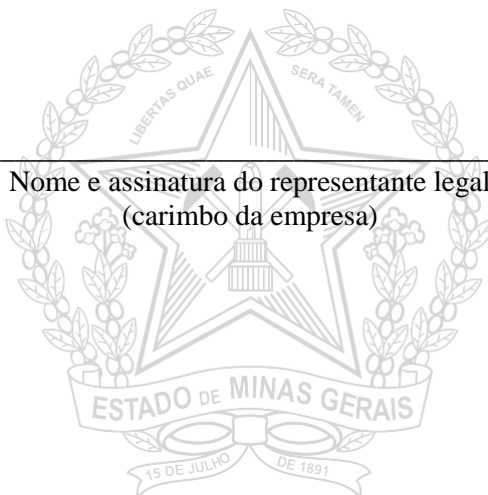 LIBERTAS QUAE SERA TAMEN
Nome e assinatura do representante legal
(carimbo da empresa)
ESTADO DE MINAS GERAIS
15 DE JULHO DE 1891